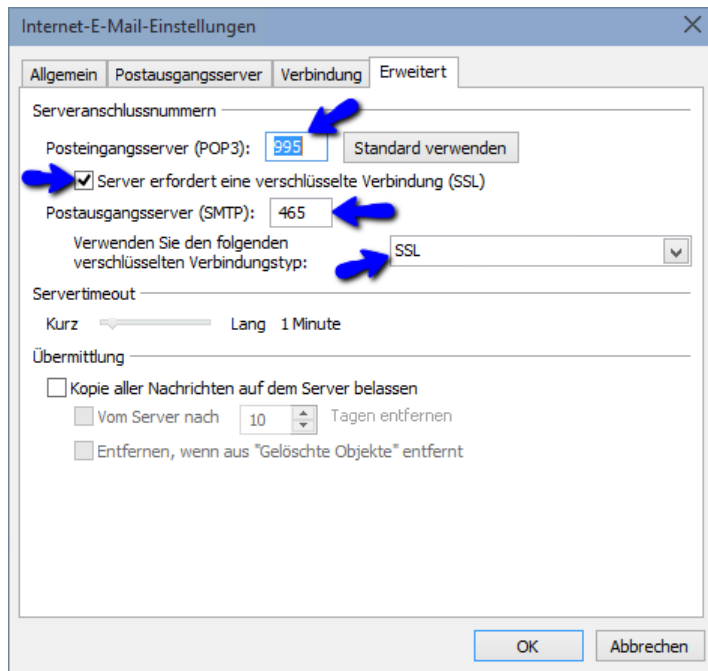 Internet-E-Mail-Einstellungen
Allgemein Postausgangsserver Verbindung Erweitert
Serveranschlussnummern
Posteingangsserver (POP3): 995 Standard verwenden
Server erfordert eine verschlüsselte Verbindung (SSL)
Postausgangsserver (SMTP): 465
Verwenden Sie den folgenden
verschlüsselten Verbindungstyp: SSL
Servertimeout
Kurz Lang 1 Minute
Übermittlung
Kopie aller Nachrichten auf dem Server belassen
Vom Server nach 10 Tagen entfernen
Entfernen, wenn aus "Gelöschte Objekte" entfernt
OK Abbrechen